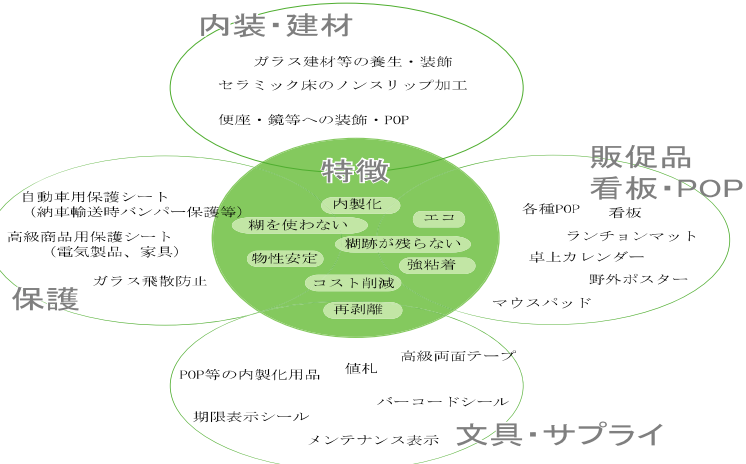 内装・建材
ガラス建材等の養生・装飾
セラミック床のノンスリップ加工
便座・鏡等への装飾・POP
特徴
内製化
エコ
糊を使わない
糊跡が残らない
物性安定
強粘着
コスト削減
再剥離
自動車用保護シート
（納車輸送時バンパー保護等）
高級商品用保護シート
（電気製品、家具）
ガラス飛散防止
保護
販促品
看板・POP
各種POP
看板
ランチョンマット
卓上カレンダー
野外ポスター
マウスパッド
高級両面テープ
値札
POP等の内製化用品
バーコードシール
期限表示シール
メンテナンス表示
文具・サプライ